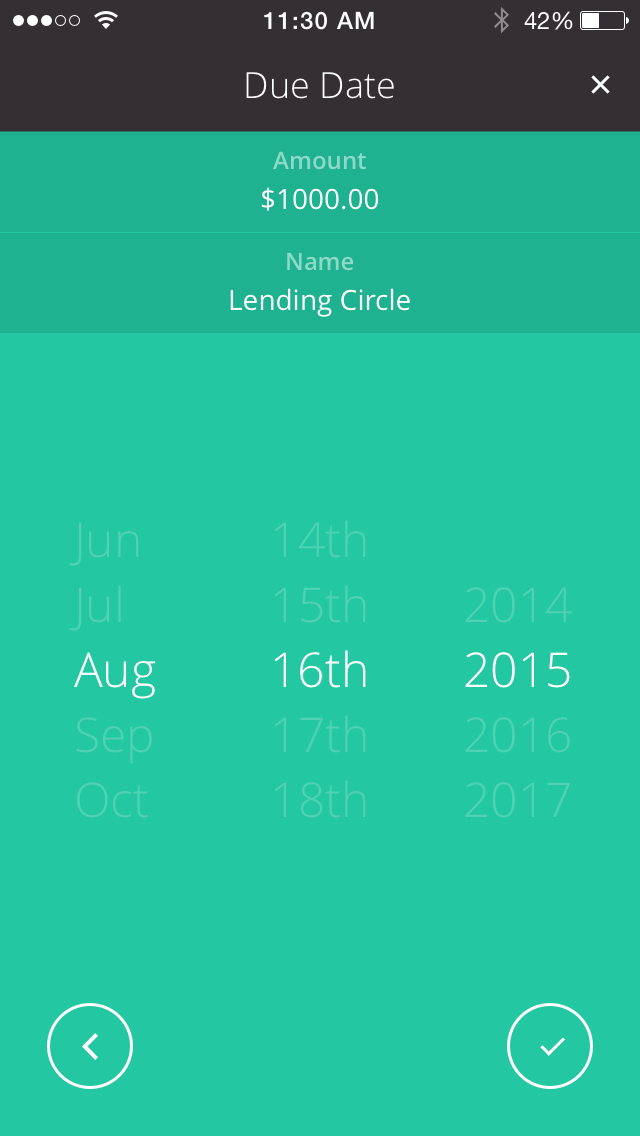 11:30 AM 42%
Due Date
Amount
$1000.00
Name
Lending Circle
Jun 14th
Jul 15th 2014
Aug 16th 2015
Sep 17th 2016
Oct 18th 2017